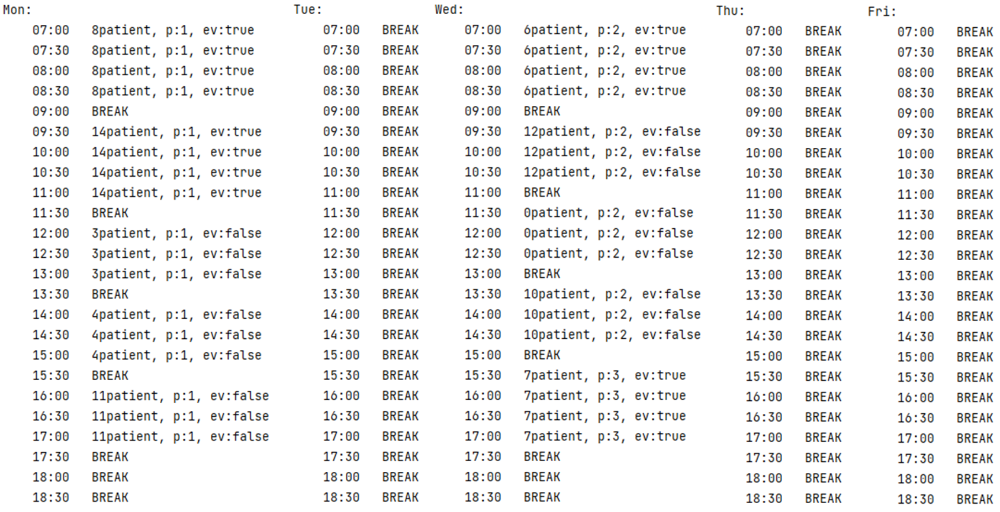 Mon: Tue: Wed: Thu: Fri:
07:00 8patient, p:1, ev:true 07:00 BREAK 07:00 6patient, p:2, ev:true 07:00 BREAK 07:00 BREAK
07:30 8patient, p:1, ev:true 07:30 BREAK 07:30 6patient, p:2, ev:true 07:30 BREAK 07:30 BREAK
08:00 8patient, p:1, ev:true 08:00 BREAK 08:00 6patient, p:2, ev:true 08:00 BREAK 08:00 BREAK
08:30 8patient, p:1, ev:true 08:30 BREAK 08:30 6patient, p:2, ev:true 08:30 BREAK 08:30 BREAK
09:00 BREAK 09:00 BREAK 09:00 BREAK 09:00 BREAK 09:00 BREAK
09:30 14patient, p:1, ev:true 09:30 BREAK 09:30 12patient, p:2, ev:false 09:30 BREAK 09:30 BREAK
10:00 14patient, p:1, ev:true 10:00 BREAK 10:00 12patient, p:2, ev:false 10:00 BREAK 10:00 BREAK
10:30 14patient, p:1, ev:true 10:30 BREAK 10:30 12patient, p:2, ev:false 10:30 BREAK 10:30 BREAK
11:00 14patient, p:1, ev:true 11:00 BREAK 11:00 BREAK 11:00 BREAK 11:00 BREAK
11:30 BREAK 11:30 BREAK 11:30 0patient, p:2, ev:false 11:30 BREAK 11:30 BREAK
12:00 3patient, p:1, ev:false 12:00 BREAK 12:00 0patient, p:2, ev:false 12:00 BREAK 12:00 BREAK
12:30 3patient, p:1, ev:false 12:30 BREAK 12:30 0patient, p:2, ev:false 12:30 BREAK 12:30 BREAK
13:00 3patient, p:1, ev:false 13:00 BREAK 13:00 BREAK 13:00 BREAK 13:00 BREAK
13:30 BREAK 13:30 BREAK 13:30 10patient, p:2, ev:false 13:30 BREAK 13:30 BREAK
14:00 4patient, p:1, ev:false 14:00 BREAK 14:00 10patient, p:2, ev:false 14:00 BREAK 14:00 BREAK
14:30 4patient, p:1, ev:false 14:30 BREAK 14:30 10patient, p:2, ev:false 14:30 BREAK 14:30 BREAK
15:00 4patient, p:1, ev:false 15:00 BREAK 15:00 BREAK 15:00 BREAK 15:00 BREAK
15:30 BREAK 15:30 BREAK 15:30 7patient, p:3, ev:true 15:30 BREAK 15:30 BREAK
16:00 11patient, p:1, ev:false 16:00 BREAK 16:00 7patient, p:3, ev:true 16:00 BREAK 16:00 BREAK
16:30 11patient, p:1, ev:false 16:30 BREAK 16:30 7patient, p:3, ev:true 16:30 BREAK 16:30 BREAK
17:00 11patient, p:1, ev:false 17:00 BREAK 17:00 7patient, p:3, ev:true 17:00 BREAK 17:00 BREAK
17:30 BREAK 17:30 BREAK 17:30 BREAK 17:30 BREAK 17:30 BREAK
18:00 BREAK 18:00 BREAK 18:00 BREAK 18:00 BREAK 18:00 BREAK
18:30 BREAK 18:30 BREAK 18:30 BREAK 18:30 BREAK 18:30 BREAK